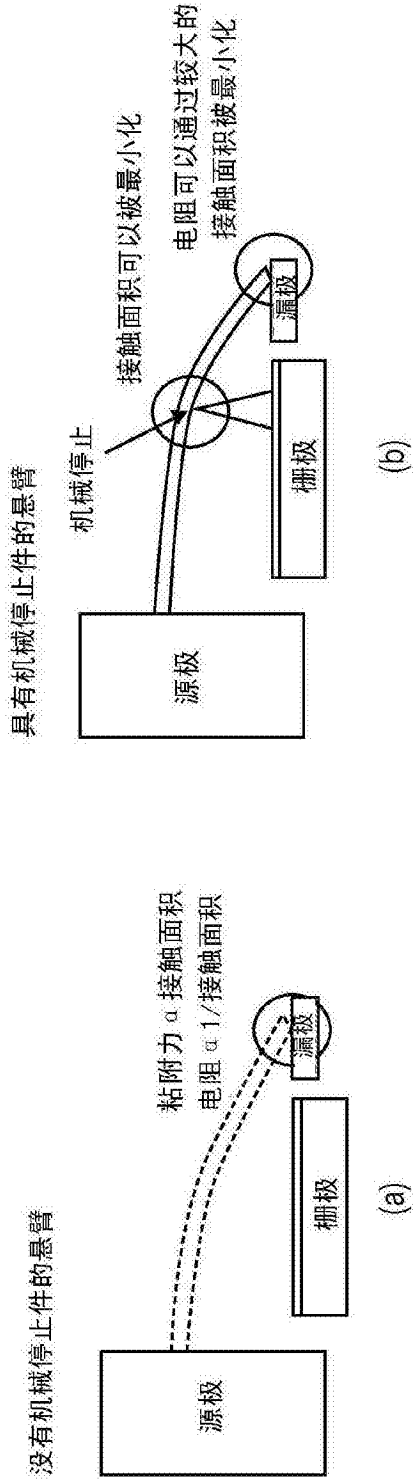 没有机械停止件的悬臂
粘附力α接触面积
电阻α1/接触面积
源极
栅极
漏极
(a)
具有机械停止件的悬臂
机械停止
接触面积可以被最小化
电阻可以通过较大的
接触面积被最小化
源极
栅极
漏极
(b)